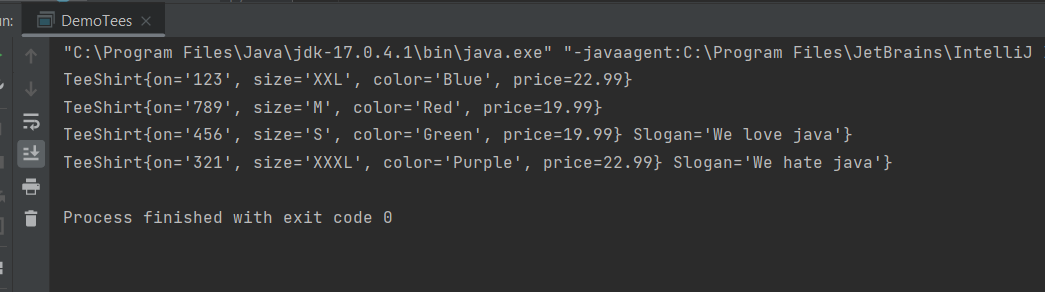 un: DemoTees
"C:\Program Files\Java\jdk-17.0.4.1\bin\java.exe" "-javaagent:C:\Program Files\JetBrains\IntelliJ
TeeShirt{on='123', size='XXL', color='Blue', price=22.99}
TeeShirt{on='789', size='M', color='Red', price=19.99}
TeeShirt{on='456', size='S', color='Green', price=19.99} Slogan='We love java'}
TeeShirt{on='321', size='XXXL', color='Purple', price=22.99} Slogan='We hate java'}
Process finished with exit code 0